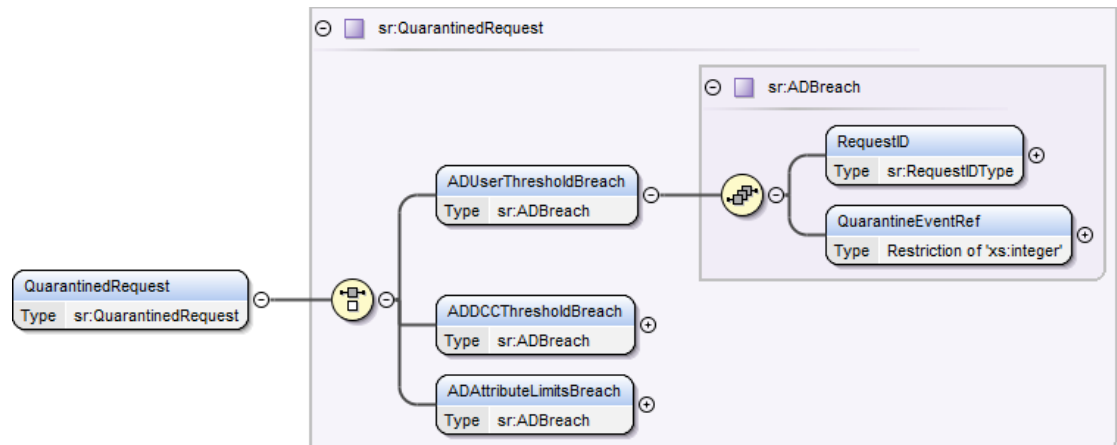 sr:QuarantinedRequest
sr:ADBreach
RequestID
Type sr:RequestIDType
ADUserThresholdBreach
Type sr:ADBreach
QuarantineEventRef
Type Restriction of 'xs:integer'
QuarantinedRequest
Type sr:QuarantinedRequest
ADDCCThresholdBreach
Type sr:ADBreach
ADAttributeLimitsBreach
Type sr:ADBreach